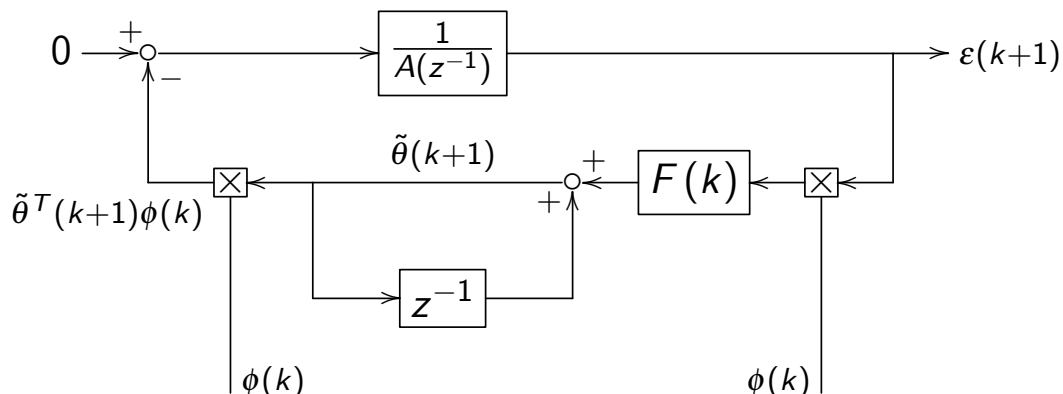 0 + 1/A(z⁻¹) ε(k+1)
−
θ̃(k+1) + F(k)
+
θ̃ᵀ(k+1)ϕ(k)
z⁻¹
ϕ(k) ϕ(k)